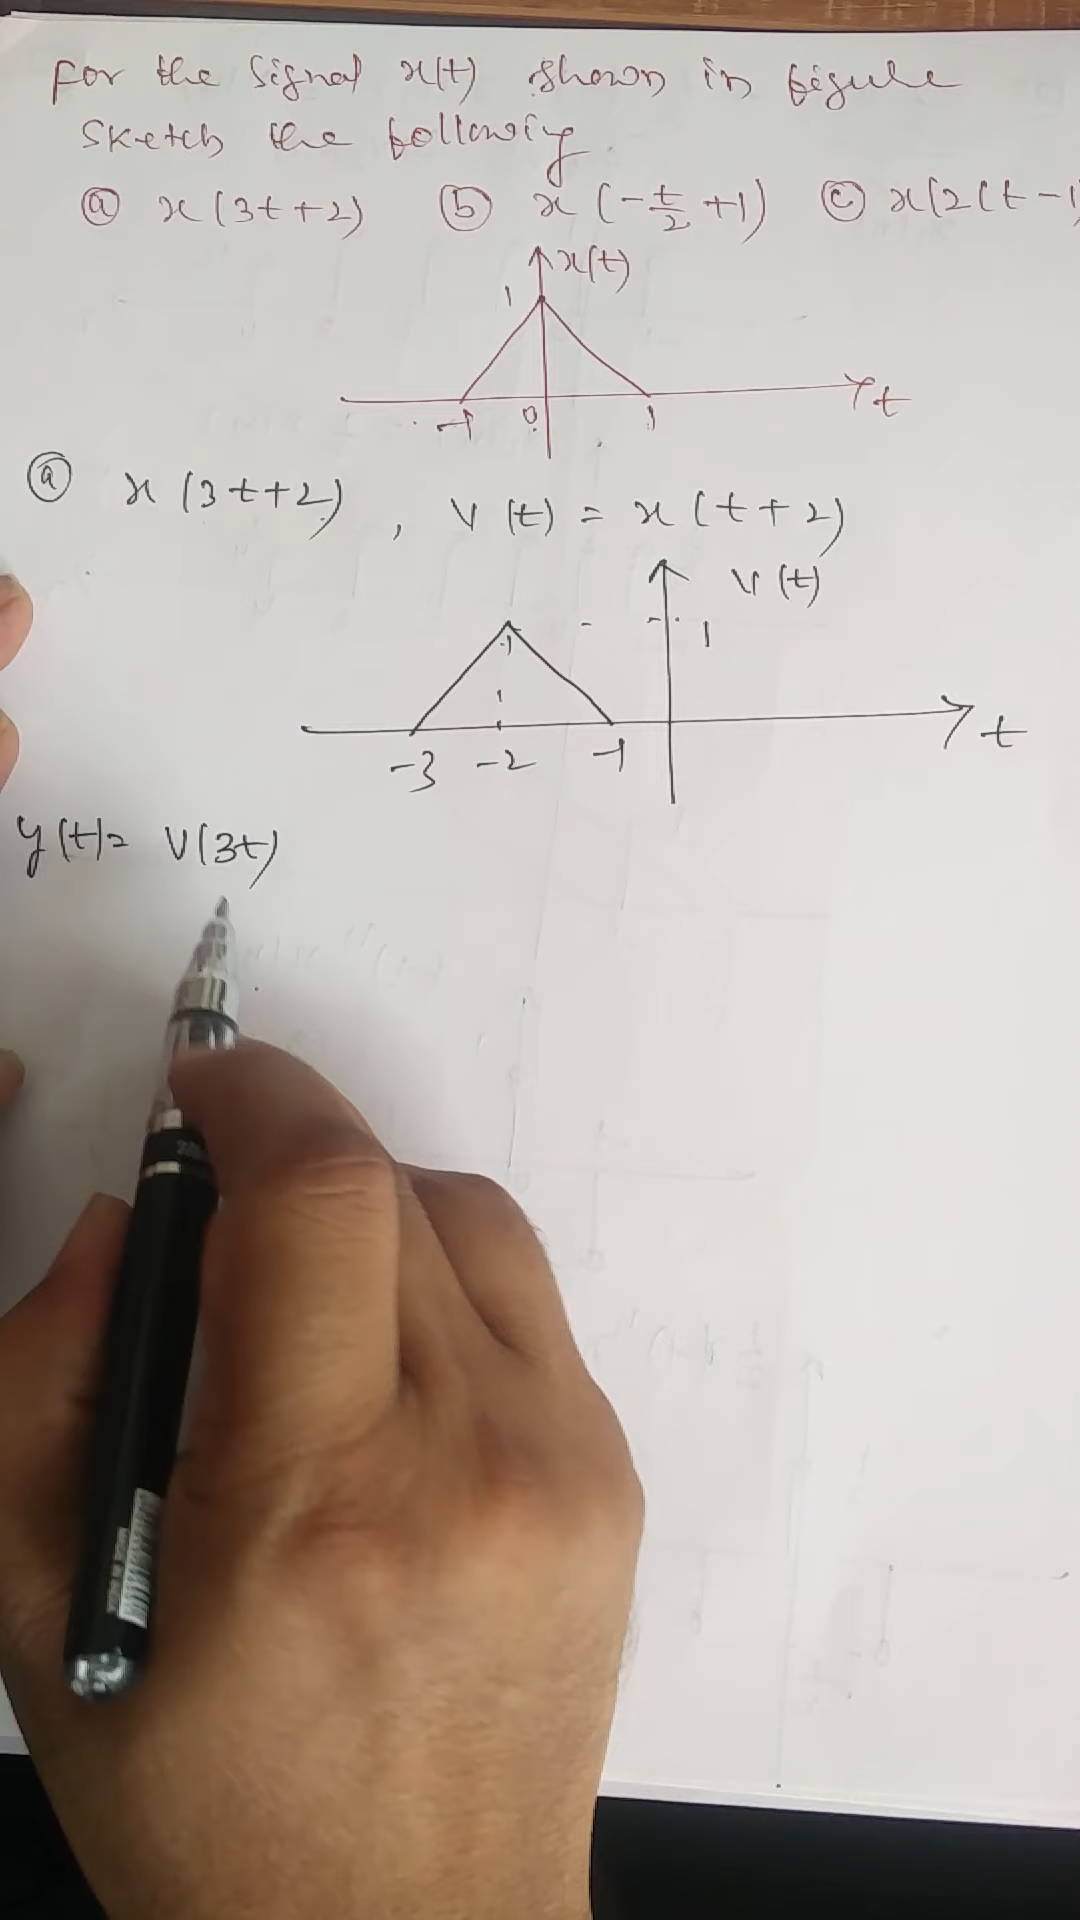 For the signal x(t) shown in figure
sketch the following
ⓐ x(3t+2) ⓑ x(-t/2 +1) ⓒ x(2(t-1)
x(t)
1
-1 0 1 t
ⓐ x(3t+2), v(t) = x(t+2)
v(t)
1
-3 -2 -1 t
y(t)= v(3t)